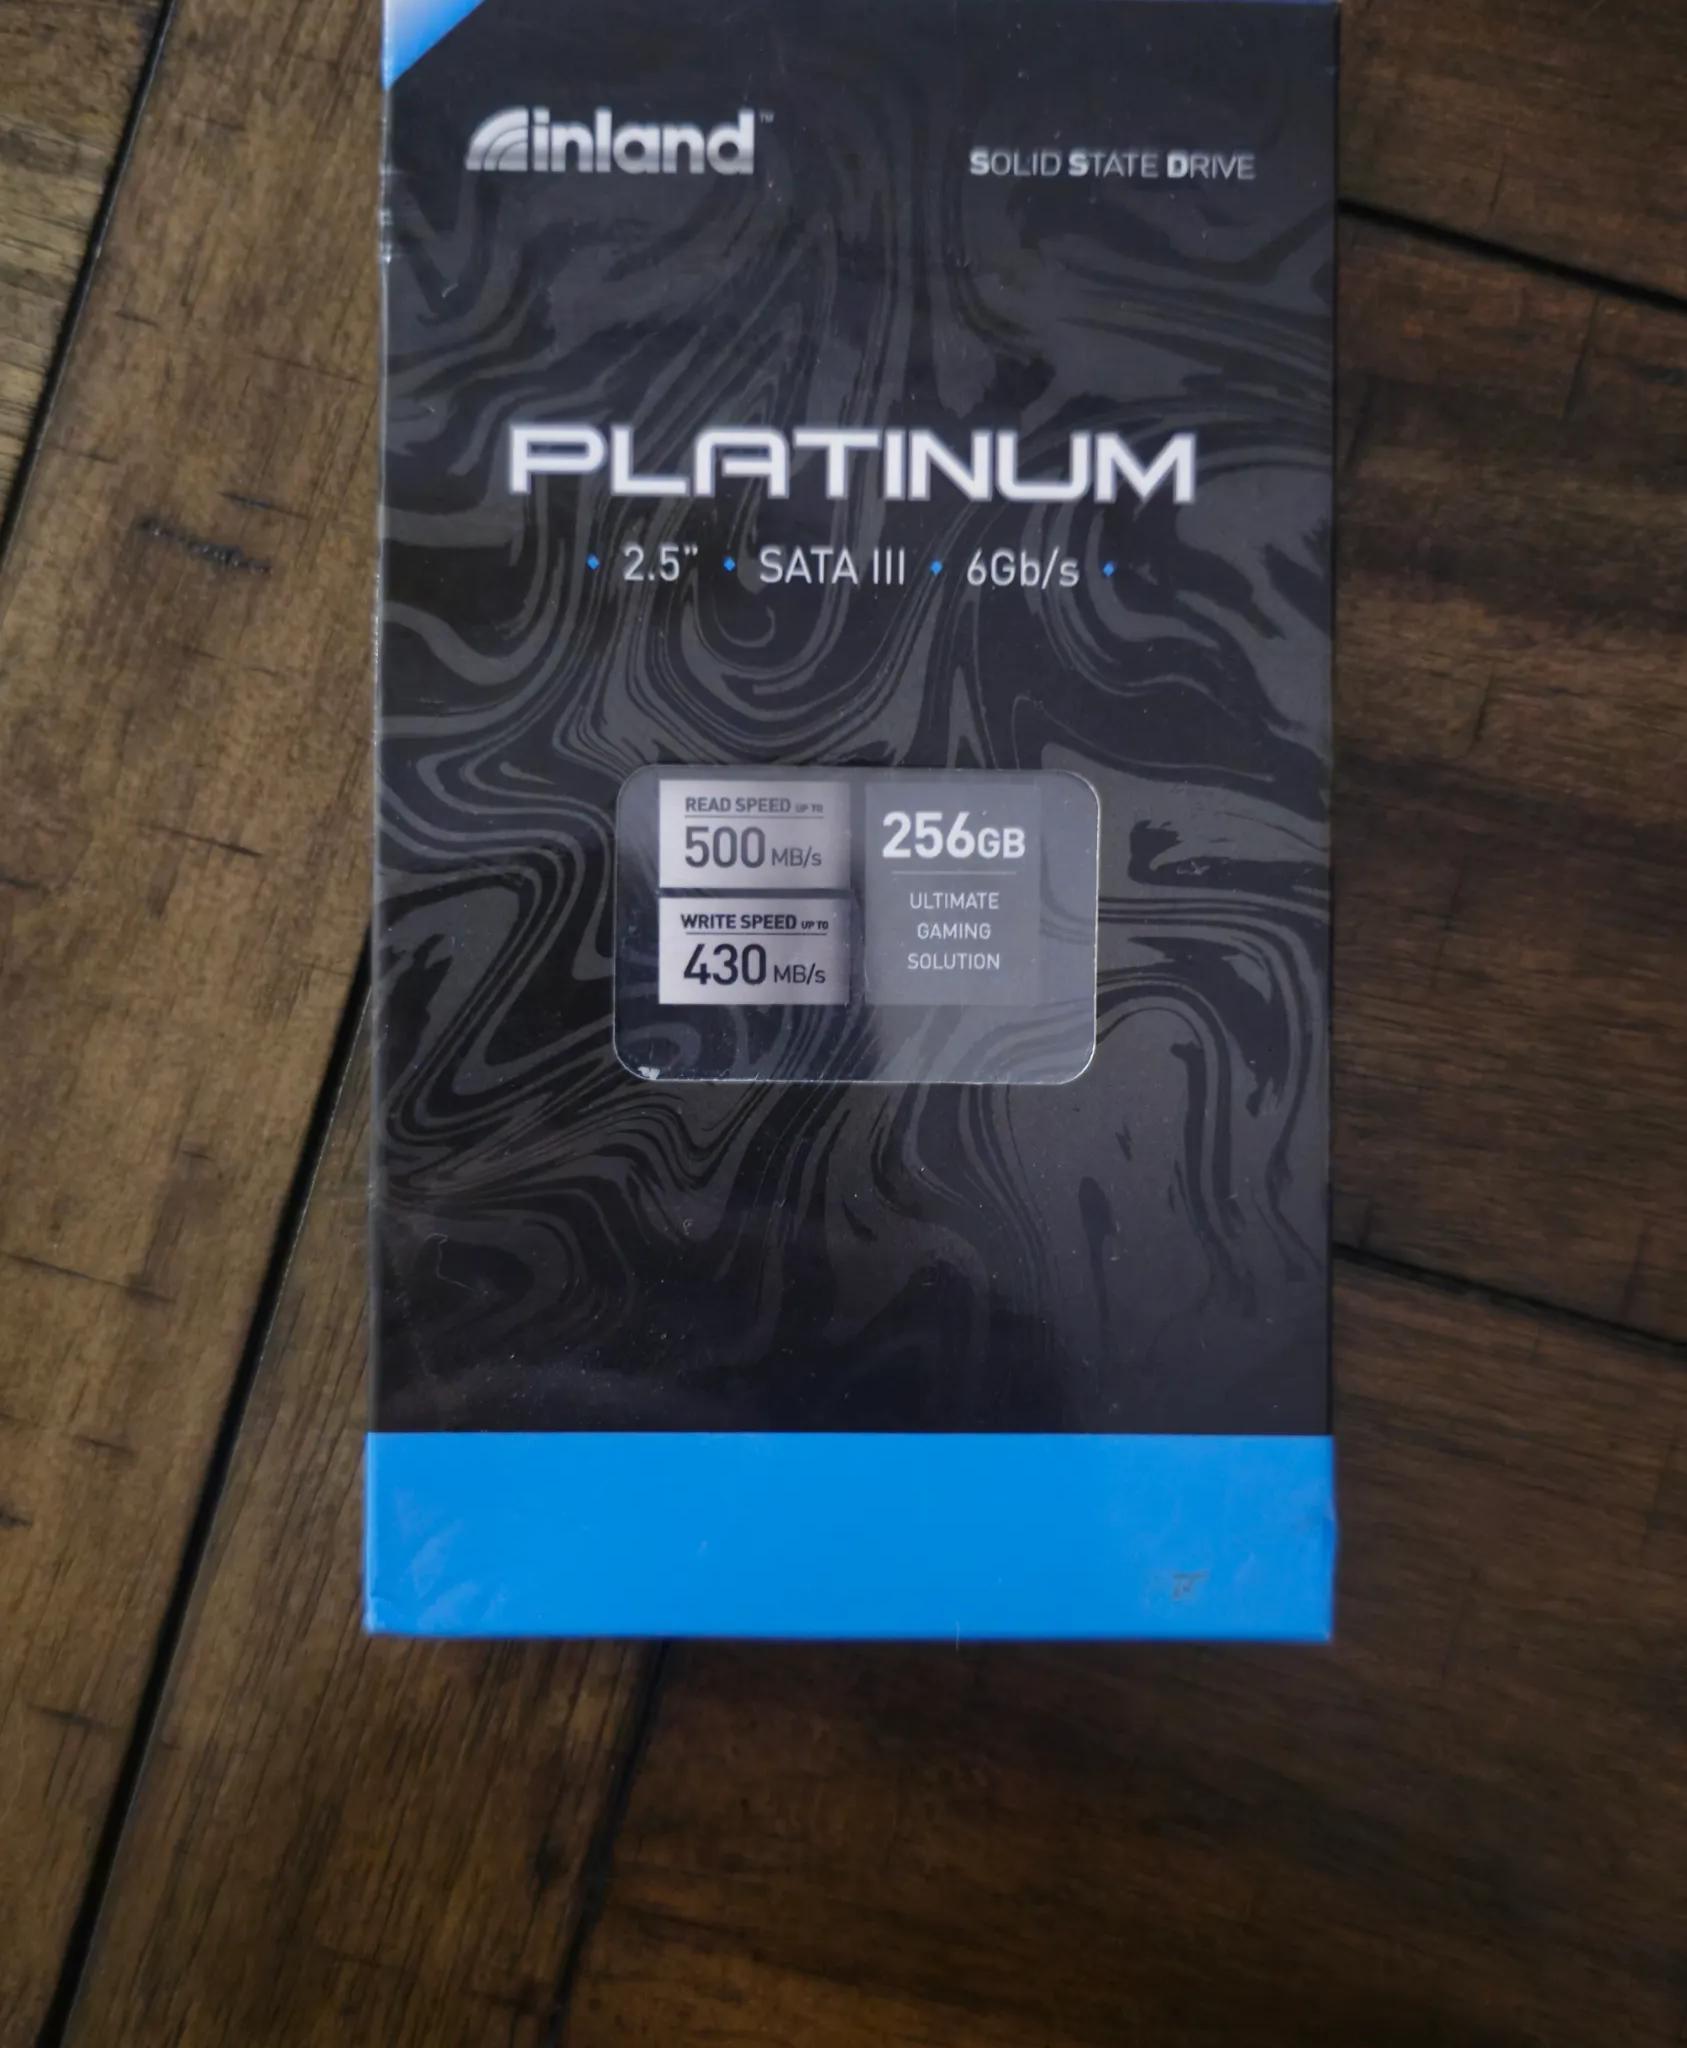 inland™
SOLID STATE DRIVE
PLATINUM
2.5" • SATA III • 6Gb/s
READ SPEED UP TO
500 MB/s
WRITE SPEED UP TO
430 MB/s
256GB
ULTIMATE
GAMING
SOLUTION